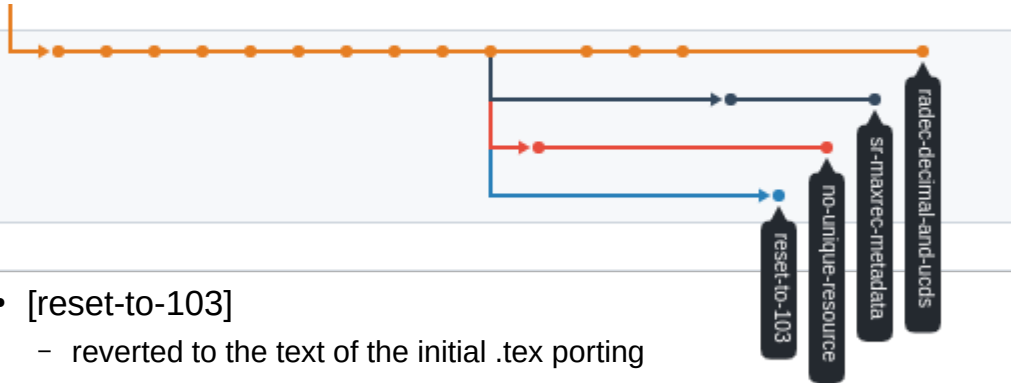 radec-decimal-and-ucds
sr-maxrec-metadata
no-unique-resource
reset-to-103
• [reset-to-103]
– reverted to the text of the initial .tex porting